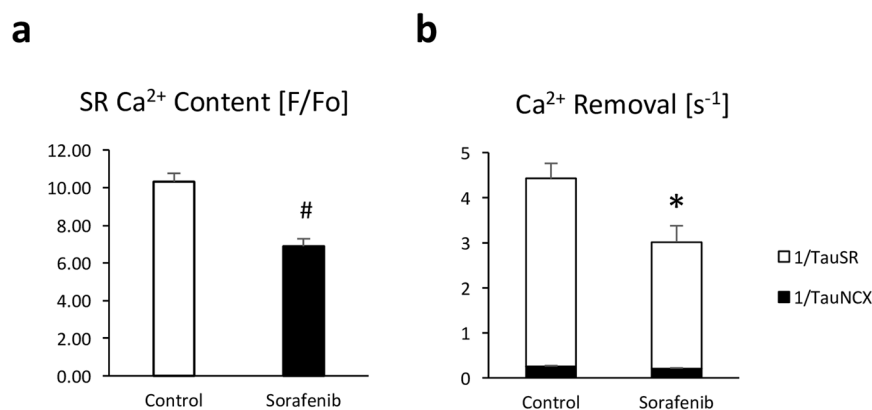 a
SR Ca²⁺ Content [F/Fo]
12.00
10.00
8.00
6.00
4.00
2.00
0.00
#
Control
Sorafenib
b
Ca²⁺ Removal [s⁻¹]
5
4
3
2
1
0
*
Control
Sorafenib
1/TauSR
1/TauNCX